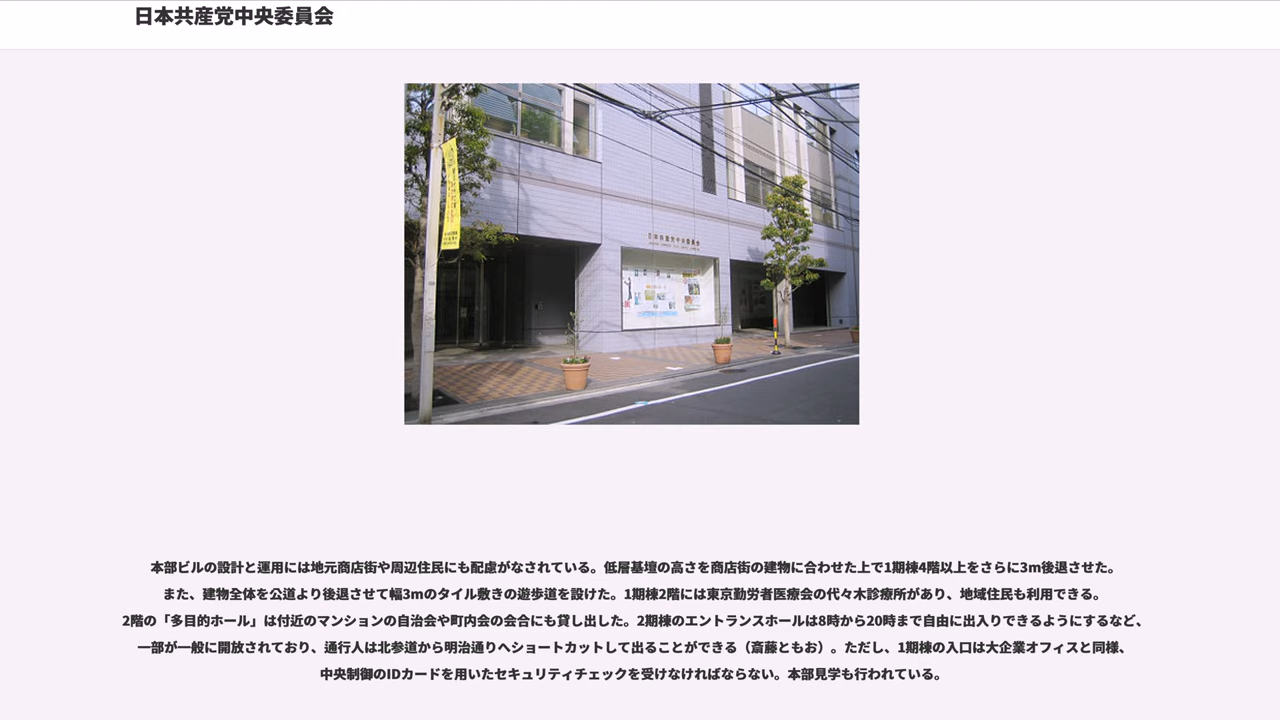 日本共産党中央委員会
日本共産党中央委員会
本部ビルの設計と運用には地元商店街や周辺住民にも配慮がなされている。低層基壇の高さを商店街の建物に合わせた上で1期棟4階以上をさらに3m後退させた。
また、建物全体を公道より後退させて幅3mのタイル敷きの遊歩道を設けた。1期棟2階には東京勤労者医療会の代々木診療所があり、地域住民も利用できる。
2階の「多目的ホール」は付近のマンションの自治会や町内会の会合にも貸し出した。2期棟のエントランスホールは8時から20時まで自由に出入りできるようにするなど、
一部が一般に開放されており、通行人は北参道から明治通りへショートカットして出ることができる（斎藤ともお）。ただし、1期棟の入口は大企業オフィスと同様、
中央制御のIDカードを用いたセキュリティチェックを受けなければならない。本部見学も行われている。